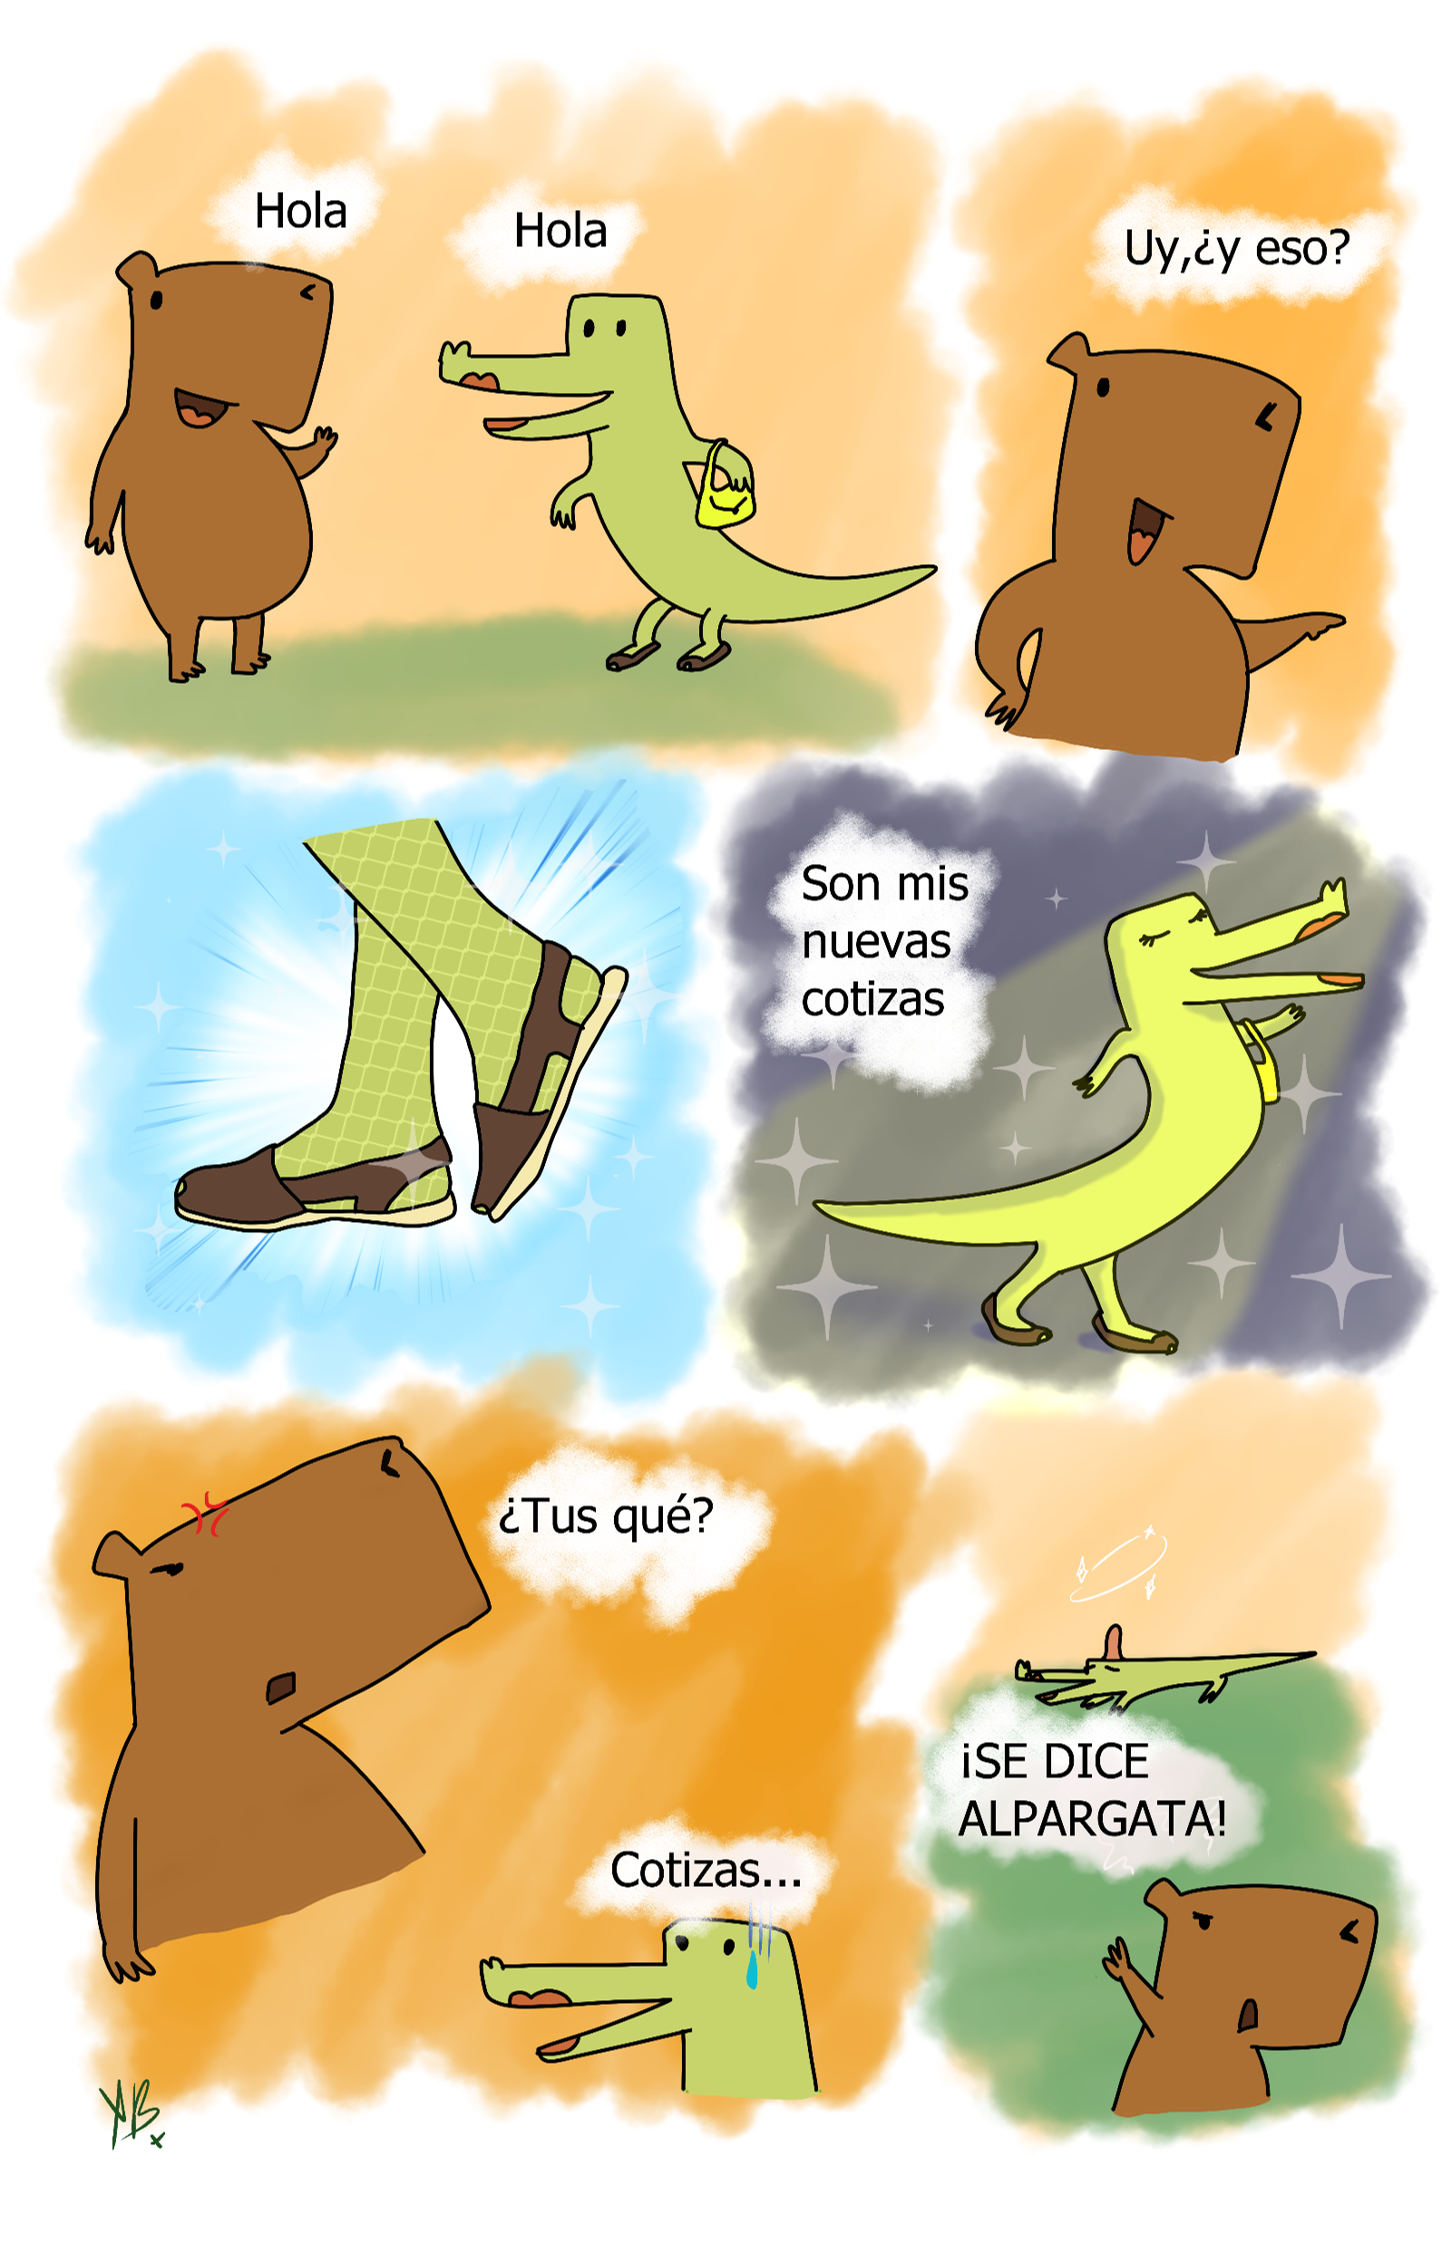 Hola
Hola
Uy,¿y eso?
Son mis
nuevas
cotizas
¿Tus qué?
Cotizas...
¡SE DICE
ALPARGATA!